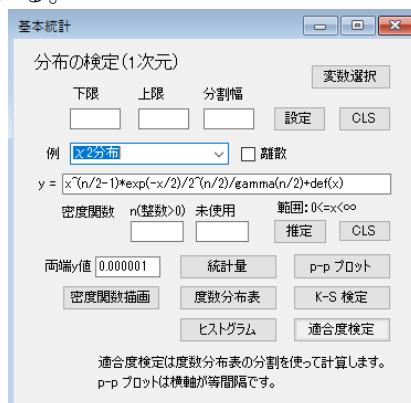 基本統計
分布の検定(1次元)
変数選択
下限 上限 分割幅
設定 CLS
例 χ2分布 離散
y = x^(n/2-1)*exp(-x/2)/2^(n/2)/gamma(n/2)+def(x)
密度関数 n(整数>0) 未使用 範囲: 0<=x<∞
推定 CLS
両端y値 0.000001 統計量 p-p プロット
密度関数描画 度数分布表 K-S 検定
ヒストグラム 適合度検定
適合度検定は度数分布表の分割を使って計算します。
p-p プロットは横軸が等間隔です。